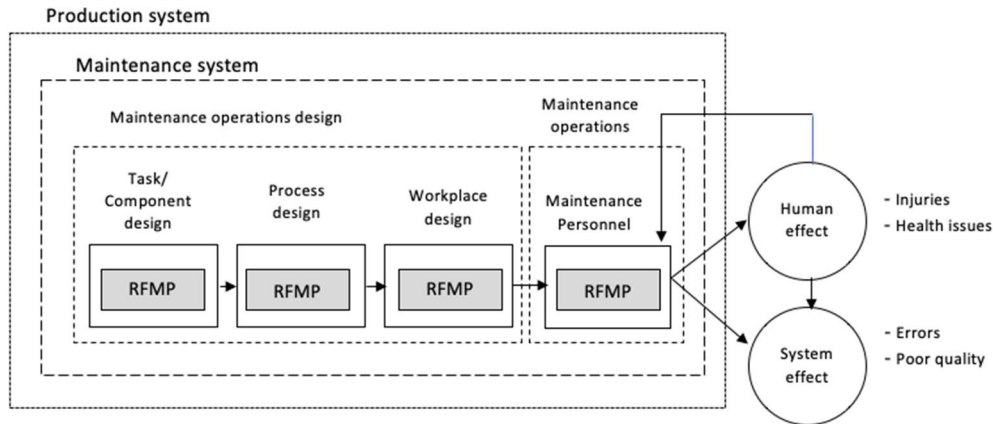 Production system
Maintenance system
Maintenance operations design
Maintenance
operations
Task/
Component
design
Process
design
Workplace
design
Maintenance
Personnel
RFMP
RFMP
RFMP
RFMP
Human
effect
- Injuries
- Health issues
System
effect
- Errors
- Poor quality